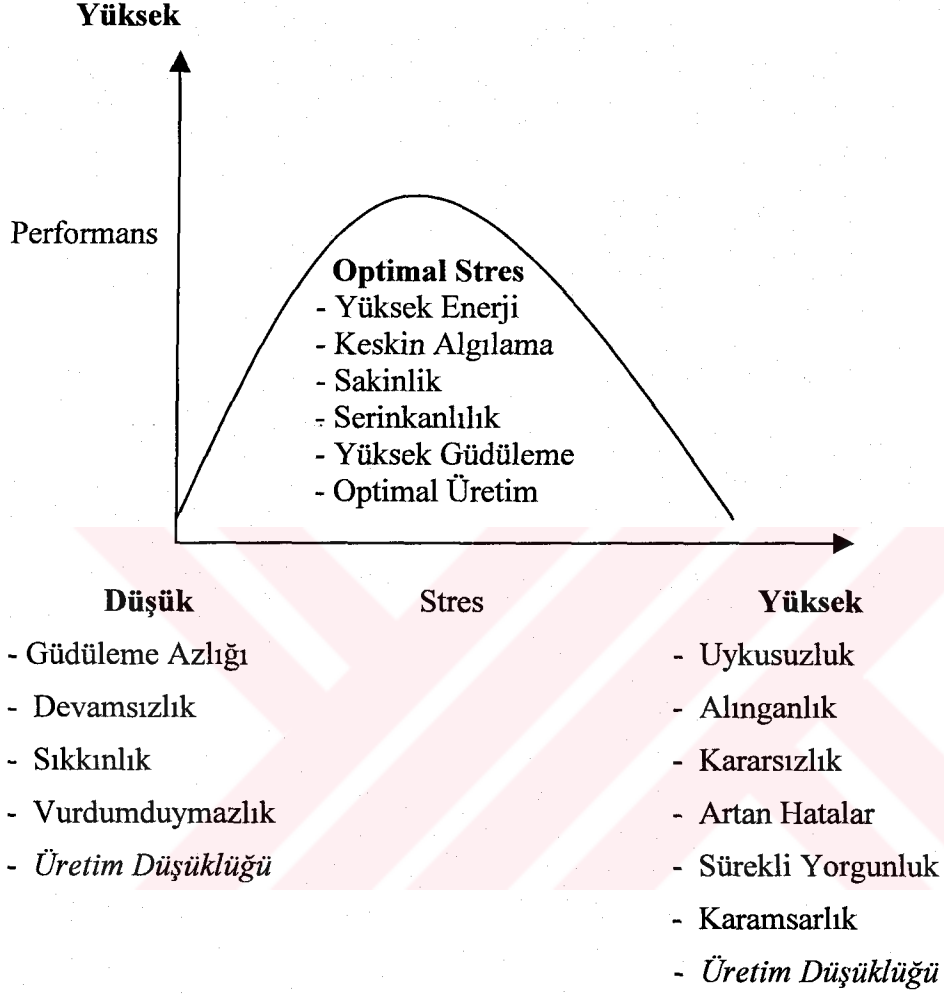 Yüksek
Performans
Optimal Stres
- Yüksek Enerji
- Keskin Algılama
- Sakinlik
- Serinkanlılık
- Yüksek Güdüleme
- Optimal Üretim
Düşük
Stres
Yüksek
- Güdüleme Azlığı
- Devamsızlık
- Sıkkınlık
- Vurdumduymazlık
- Üretim Düşüklüğü
- Uykusuzluk
- Alınganlık
- Kararsızlık
- Artan Hatalar
- Sürekli Yorgunluk
- Karamsarlık
- Üretim Düşüklüğü